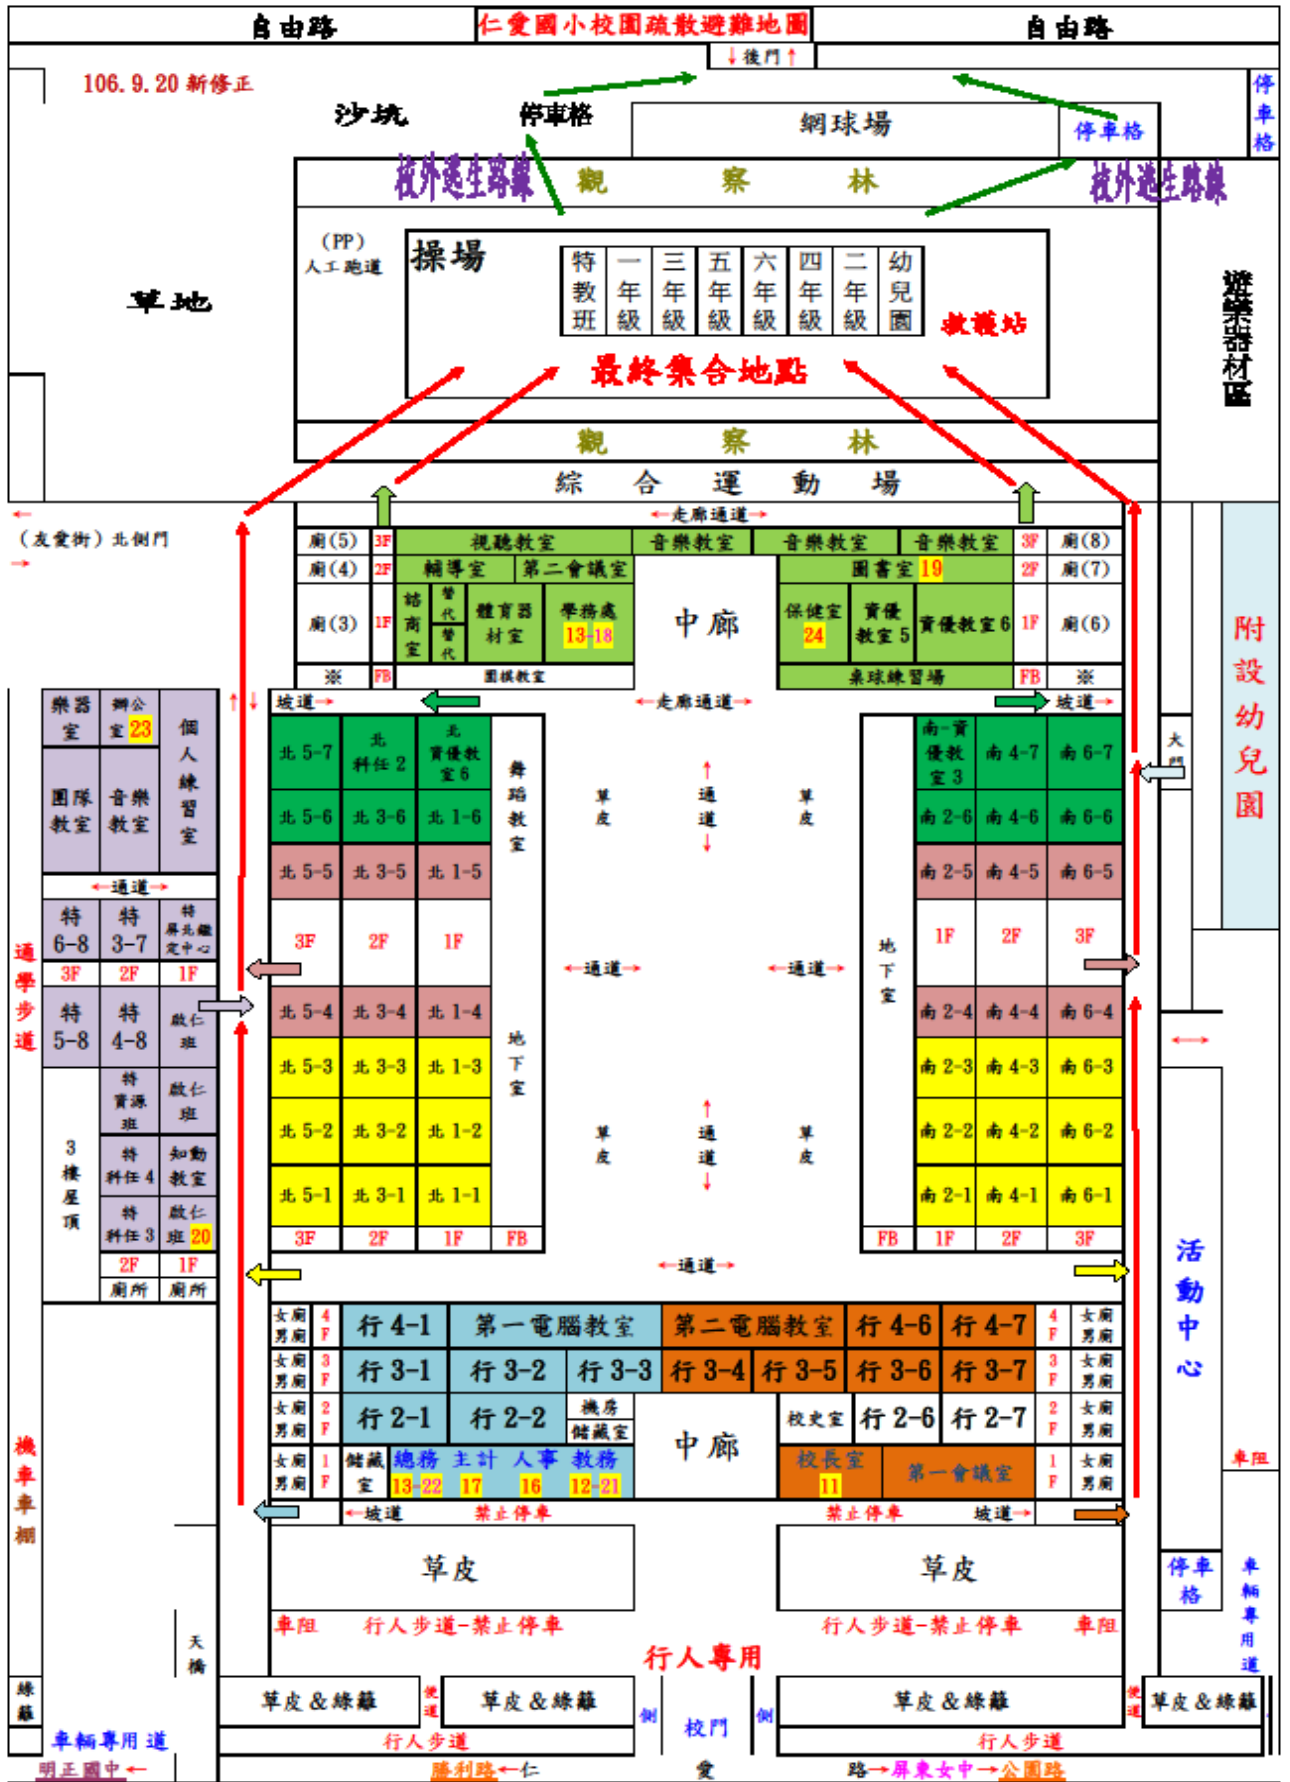 自由路 仁愛國小校園疏散避難地圖 自由路
↓後門↑
106.9.20 新修正
沙坑 停車格 網球場 停車格
停車格
校外逃生路線 觀察林 校外逃生路線
(PP)
人工跑道
操場
特教班 一年級 三年級 五年級 六年級 四年級 二年級 幼兒園
救護站
草地
遊樂器材區
最終集合地點
觀察林
綜合運動場
←走廊通道→
←
(友愛街)北側門
→
廁(5) 3F 視聽教室 音樂教室 音樂教室 音樂教室 3F 廁(8)
廁(4) 2F 輔導室 第二會議室 圖書室 19 2F 廁(7)
廁(3) 1F 諮商室 替代 替代 體育器材室 學務處 13-18 中廊 保健室 24 資優教室5 資優教室6 1F 廁(6)
※ FB 圍棋教室 桌球練習場 FB ※
附設幼兒園
↑↓ 坡道→ ←走廊通道→ 坡道→
樂器室 辦公室 23 個人練習室
團隊教室 音樂教室
←通道→
特6-8 特3-7 特屏北鑑定中心
3F 2F 1F
特5-8 特4-8 啟仁班
特資源班 啟仁班
3樓屋頂
特科任4 知動教室
特科任3 啟仁班 20
2F 1F
廁所 廁所
通學步道
北5-7 北科任2 北資優教室6 舞蹈教室
北5-6 北3-6 北1-6
北5-5 北3-5 北1-5
3F 2F 1F
北5-4 北3-4 北1-4
北5-3 北3-3 北1-3 地下室
北5-2 北3-2 北1-2
北5-1 北3-1 北1-1
3F 2F 1F FB
草皮 ↑通道↓ 草皮
←通道→ ←通道→
草皮 ↑通道↓ 草皮
←通道→
南-資優教室3 南4-7 南6-7
南2-6 南4-6 南6-6
南2-5 南4-5 南6-5
地下室 1F 2F 3F
南2-4 南4-4 南6-4
南2-3 南4-3 南6-3
南2-2 南4-2 南6-2
南2-1 南4-1 南6-1
FB 1F 2F 3F
大門
←→
活動中心
女廁 男廁 4F 行4-1 第一電腦教室 第二電腦教室 行4-6 行4-7 4F 女廁 男廁
女廁 男廁 3F 行3-1 行3-2 行3-3 行3-4 行3-5 行3-6 行3-7 3F 女廁 男廁
女廁 男廁 2F 行2-1 行2-2 機房 儲藏室 中廊 校史室 行2-6 行2-7 2F 女廁 男廁
女廁 男廁 1F 儲藏室 總務 13-22 主計 17 人事 16 教務 12-21 校長室 11 第一會議室 1F 女廁 男廁
機車車棚
車阻
←坡道 禁止停車 禁止停車 坡道→
草皮 草皮
停車格
車輛專用道
車阻 行人步道-禁止停車 行人步道-禁止停車 車阻
天橋
行人專用
綠籬 草皮&綠籬 便道 草皮&綠籬 側 校門 側 草皮&綠籬 便道 草皮&綠籬
車輛專用道 行人步道 行人步道
明正國中← 勝利路←仁 愛 路→屏東女中→公園路